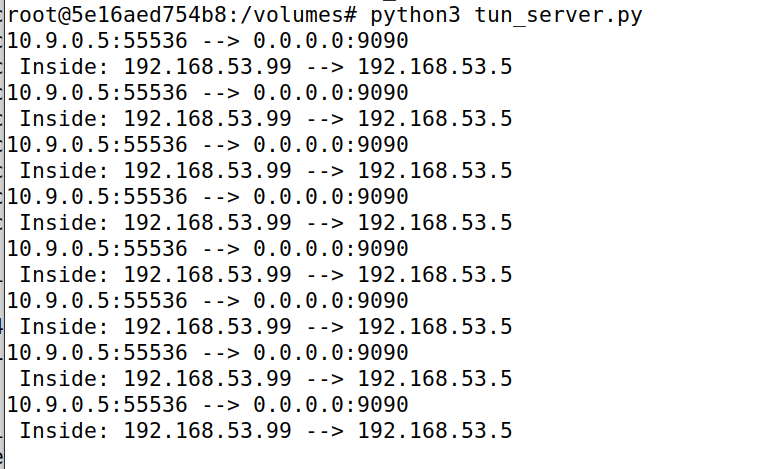 root@5e16aed754b8:/volumes# python3 tun_server.py
10.9.0.5:55536 --> 0.0.0.0:9090
 Inside: 192.168.53.99 --> 192.168.53.5
10.9.0.5:55536 --> 0.0.0.0:9090
 Inside: 192.168.53.99 --> 192.168.53.5
10.9.0.5:55536 --> 0.0.0.0:9090
 Inside: 192.168.53.99 --> 192.168.53.5
10.9.0.5:55536 --> 0.0.0.0:9090
 Inside: 192.168.53.99 --> 192.168.53.5
10.9.0.5:55536 --> 0.0.0.0:9090
 Inside: 192.168.53.99 --> 192.168.53.5
10.9.0.5:55536 --> 0.0.0.0:9090
 Inside: 192.168.53.99 --> 192.168.53.5
10.9.0.5:55536 --> 0.0.0.0:9090
 Inside: 192.168.53.99 --> 192.168.53.5
10.9.0.5:55536 --> 0.0.0.0:9090
 Inside: 192.168.53.99 --> 192.168.53.5